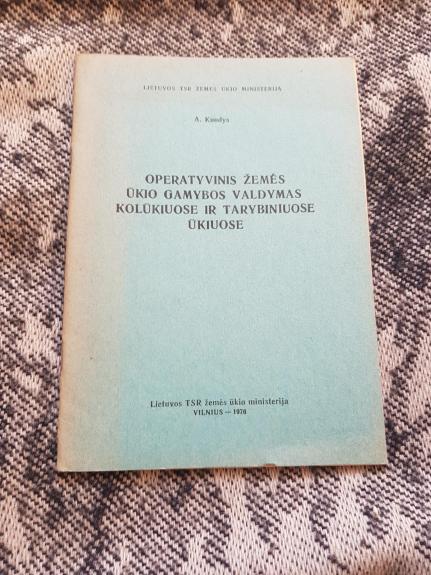 LIETUVOS TSR ŽEMĖS ŪKIO MINISTERIJA
A. Kundys
OPERATYVINIS ŽEMĖS
ŪKIO GAMYBOS VALDYMAS
KOLŪKIUOSE IR TARYBINIUOSE
ŪKIUOSE
Lietuvos TSR žemės ūkio ministerija
VILNIUS — 1976